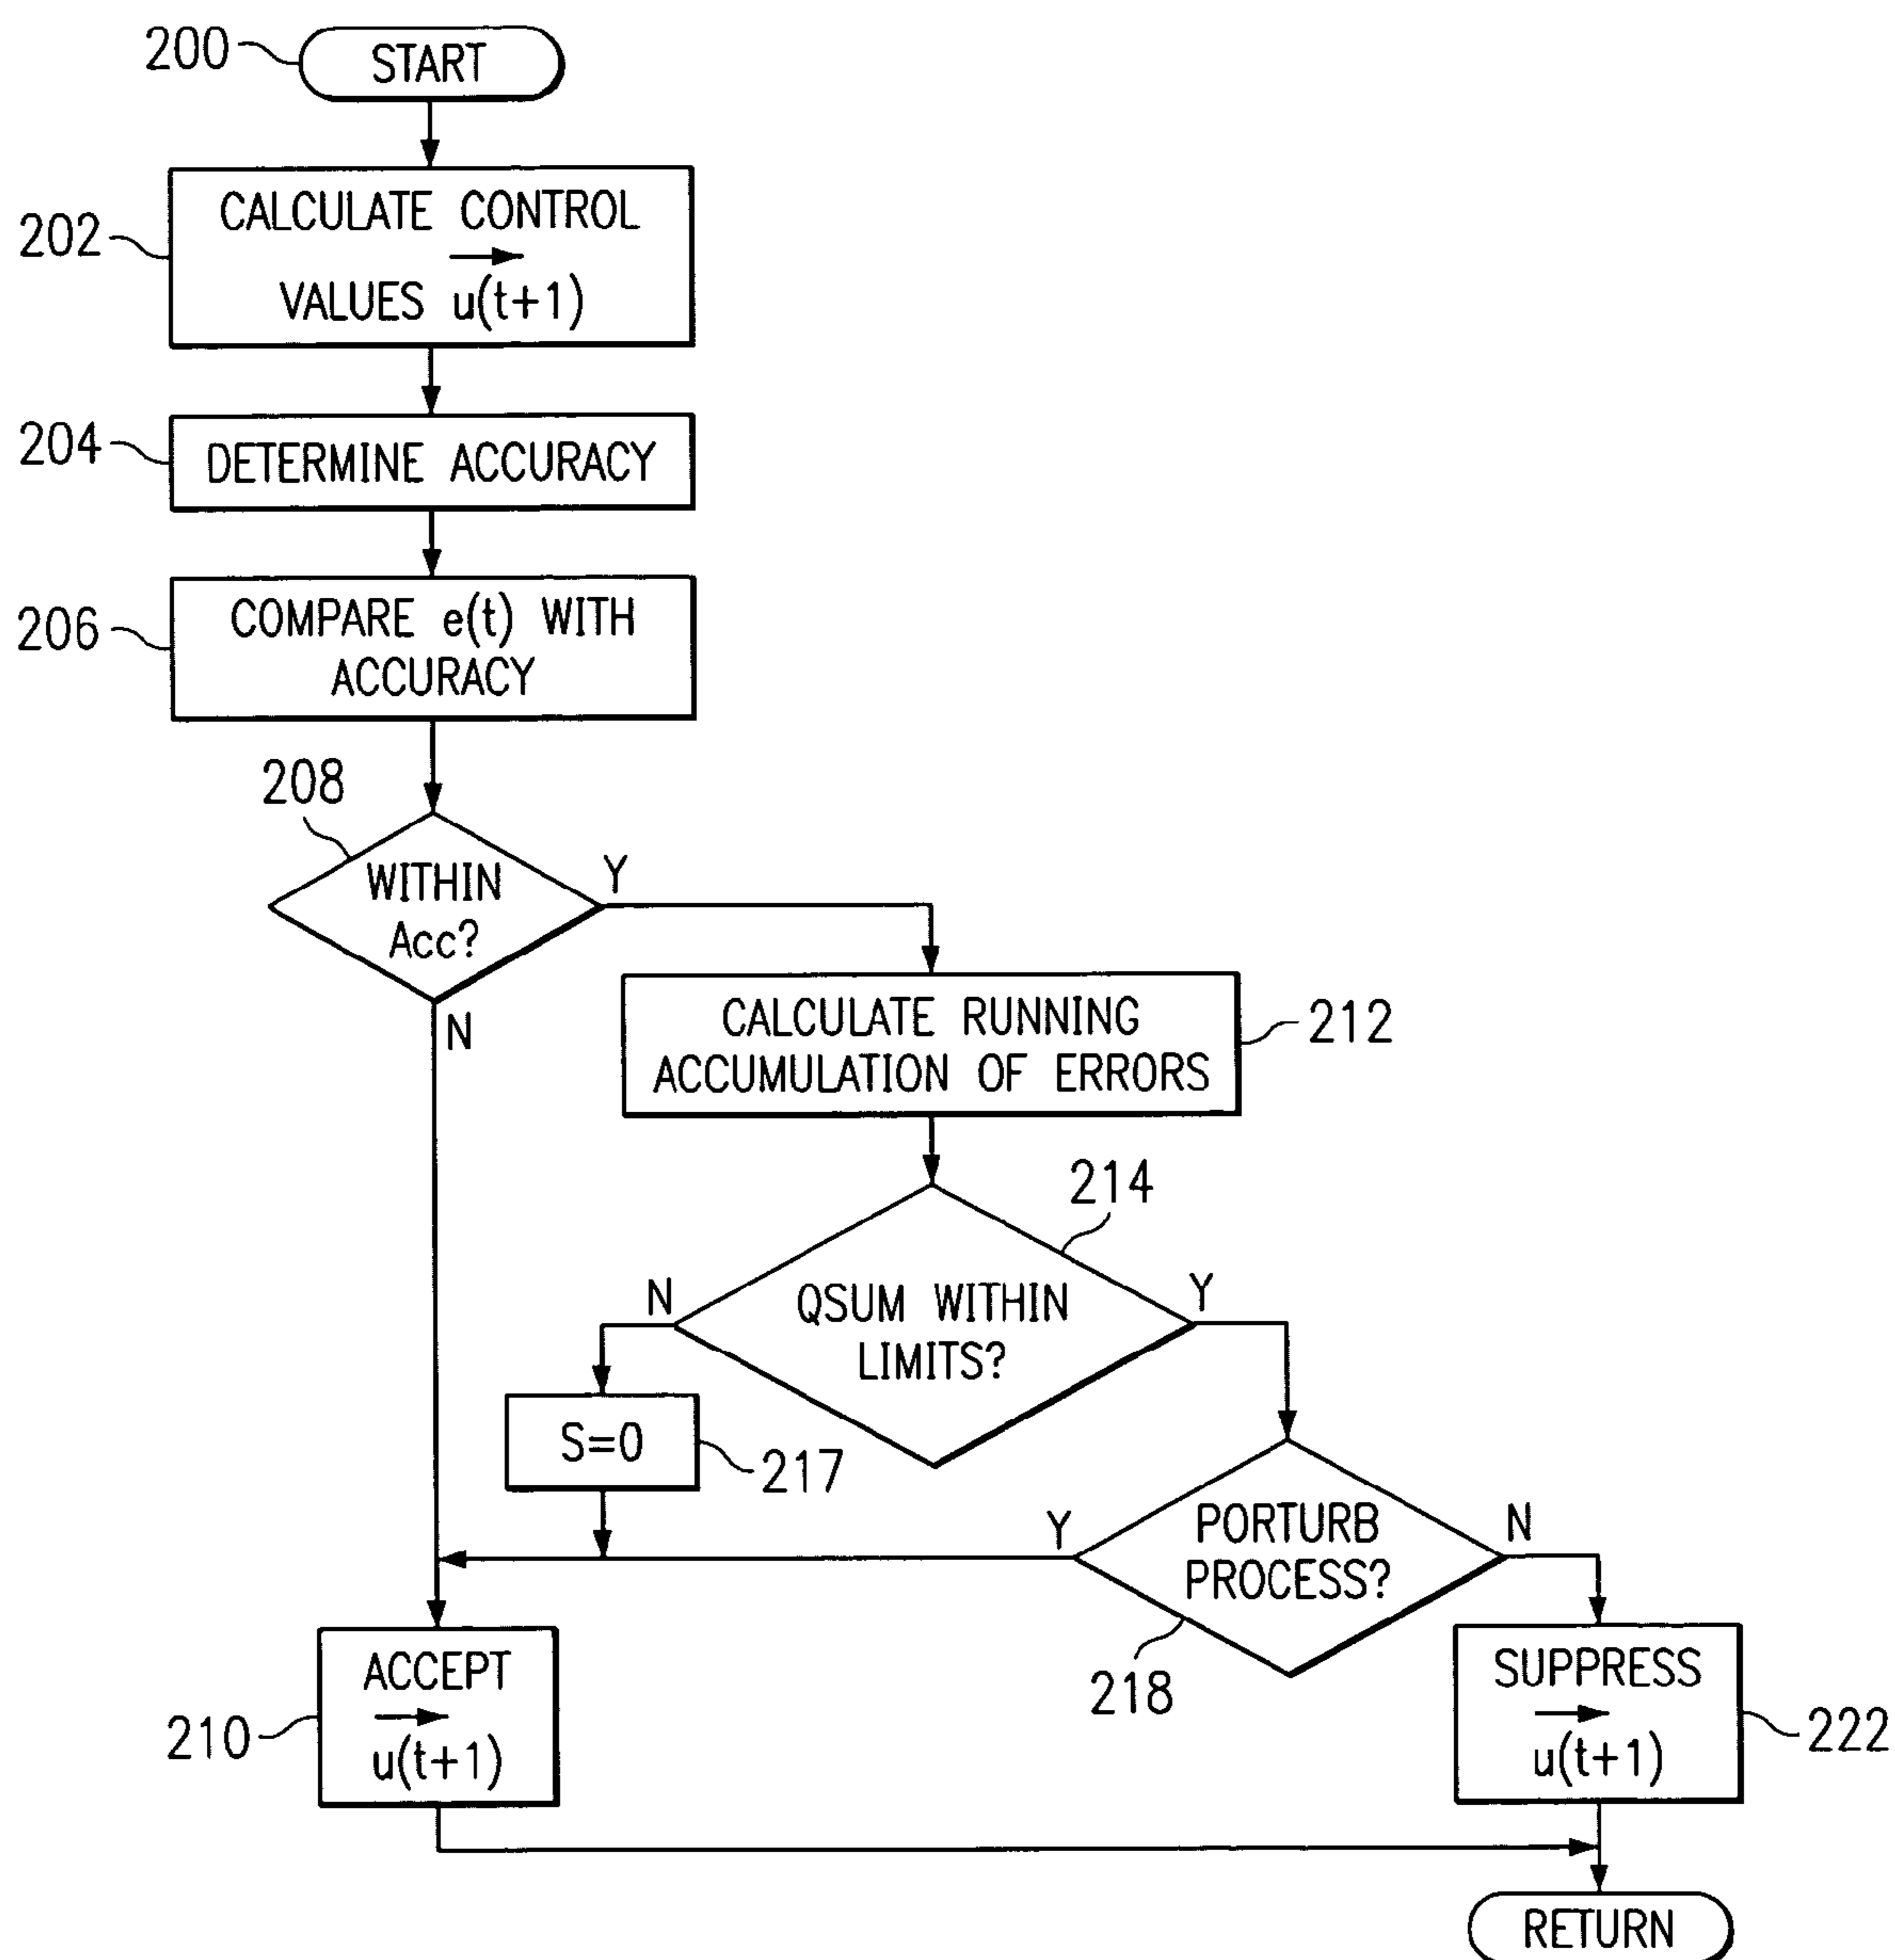 200
START
202
CALCULATE CONTROL
VALUES u(t+1)
204
DETERMINE ACCURACY
206
COMPARE e(t) WITH
ACCURACY
208
WITHIN
Acc?
Y
N
CALCULATE RUNNING
ACCUMULATION OF ERRORS
212
214
QSUM WITHIN
LIMITS?
N
Y
S=0
217
PORTURB
PROCESS?
Y
N
218
ACCEPT
u(t+1)
210
SUPPRESS
u(t+1)
222
RETURN